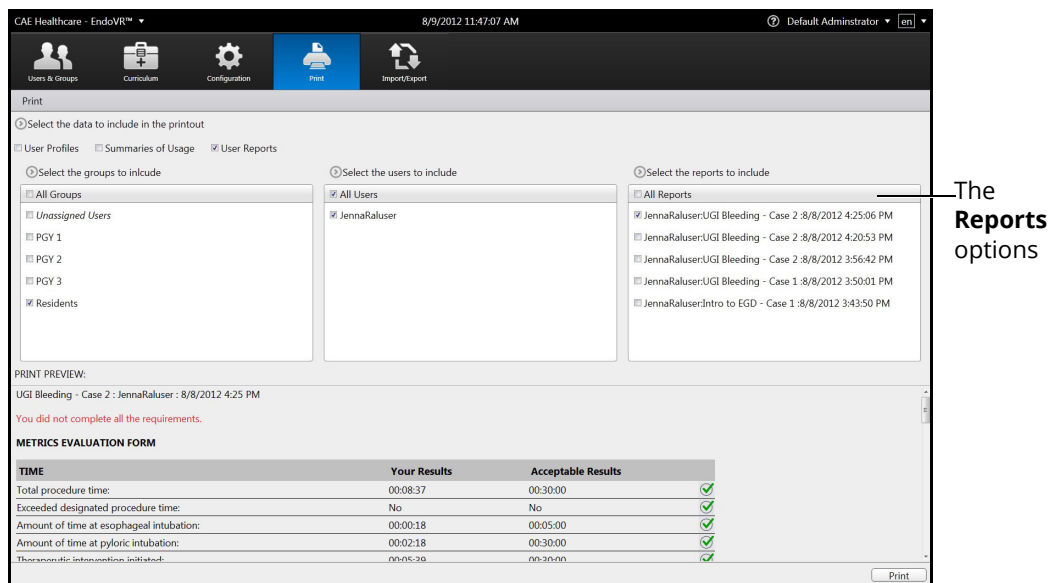 CAE Healthcare - EndoVR™ 8/9/2012 11:47:07 AM ? Default Adminstrator en
Users & Groups Curriculum Configuration Print Import/Export
Print
Select the data to include in the printout
User Profiles Summaries of Usage User Reports
Select the groups to inlcude Select the users to include Select the reports to include
All Groups All Users All Reports
Unassigned Users JennaRaluser JennaRaluser:UGI Bleeding - Case 2 :8/8/2012 4:25:06 PM
PGY 1 JennaRaluser:UGI Bleeding - Case 2 :8/8/2012 4:20:53 PM
PGY 2 JennaRaluser:UGI Bleeding - Case 2 :8/8/2012 3:56:42 PM
PGY 3 JennaRaluser:UGI Bleeding - Case 1 :8/8/2012 3:50:01 PM
Residents JennaRaluser:Intro to EGD - Case 1 :8/8/2012 3:43:50 PM
The
Reports
options
PRINT PREVIEW:
UGI Bleeding - Case 2 : JennaRaluser : 8/8/2012 4:25 PM
You did not complete all the requirements.
METRICS EVALUATION FORM
TIME Your Results Acceptable Results
Total procedure time: 00:08:37 00:30:00
Exceeded designated procedure time: No No
Amount of time at esophageal intubation: 00:00:18 00:05:00
Amount of time at pyloric intubation: 00:02:18 00:30:00
Therapeutic intervention initiated: 00:05:39 00:30:00
Print